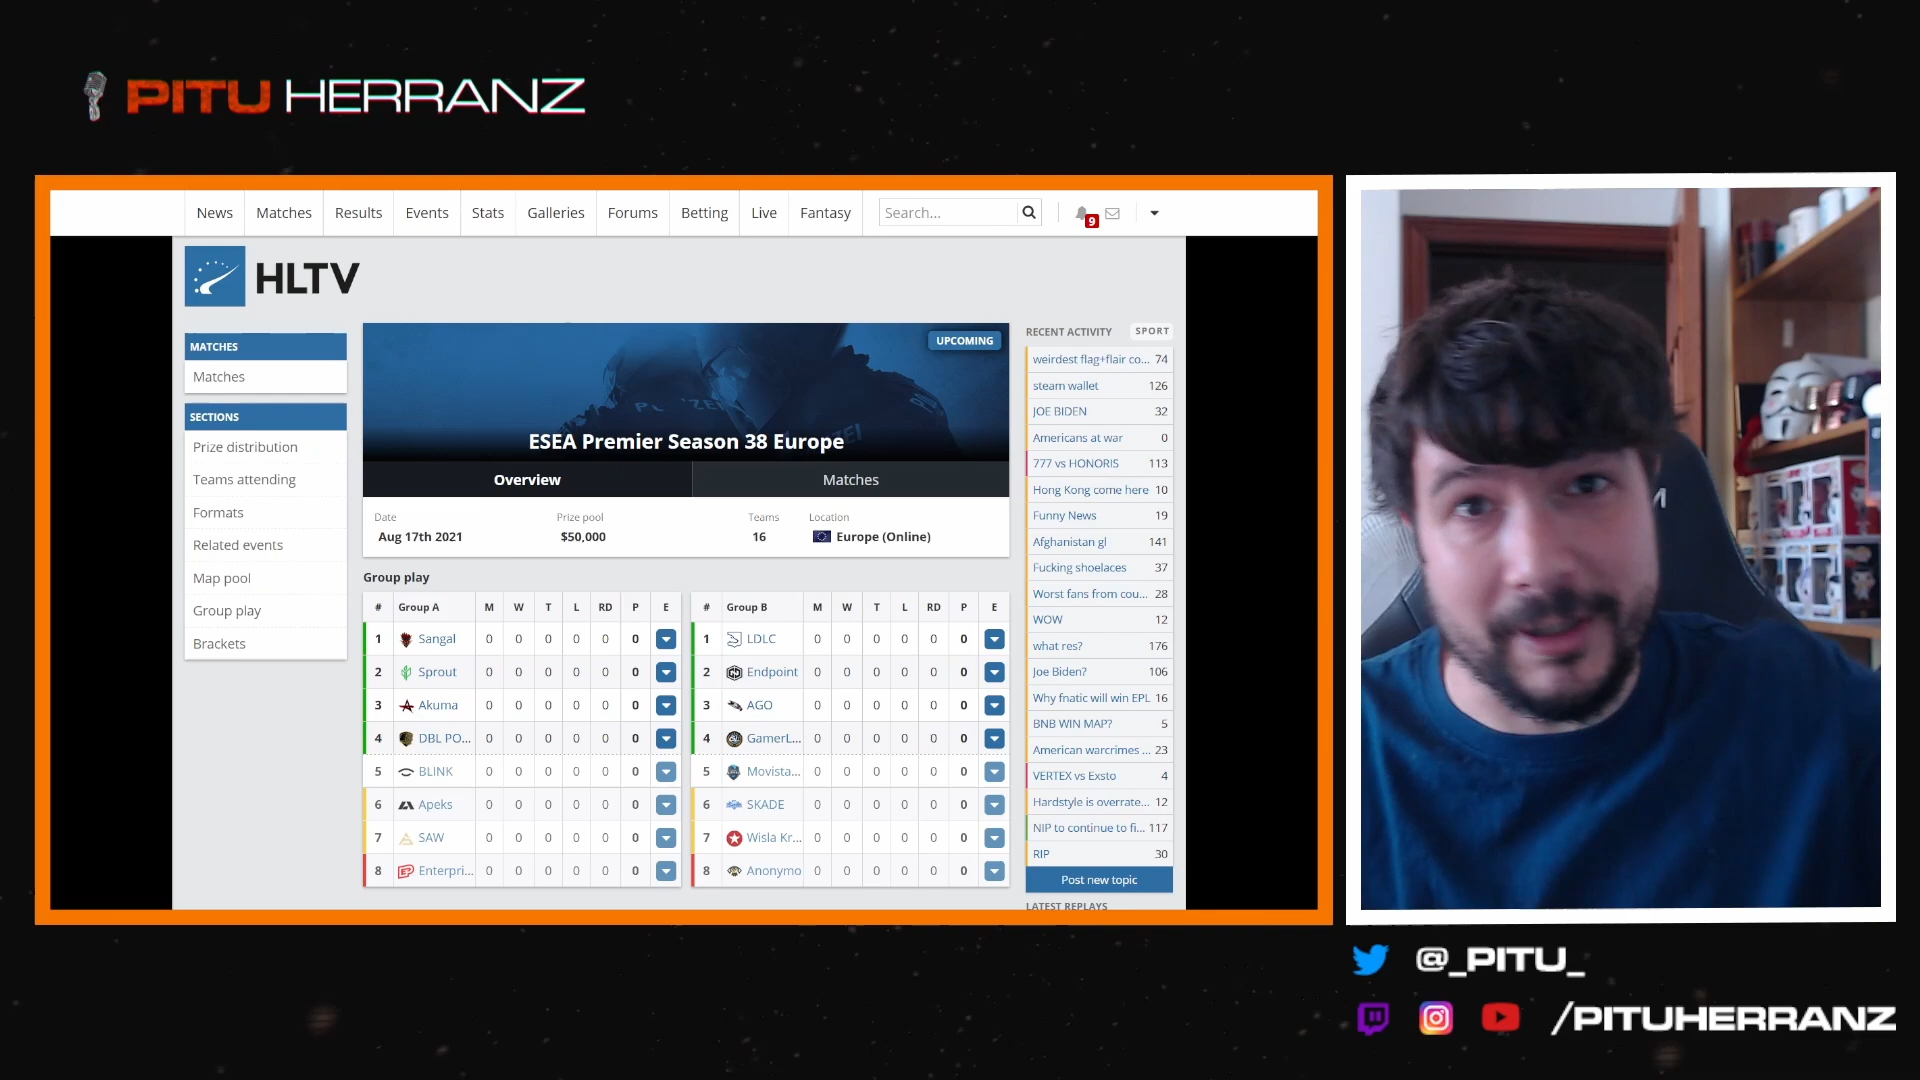 PITU HERRANZ
News Matches Results Events Stats Galleries Forums Betting Live Fantasy Search... 9
HLTV
MATCHES
Matches
SECTIONS
Prize distribution
Teams attending
Formats
Related events
Map pool
Group play
Brackets
UPCOMING
ESEA Premier Season 38 Europe
Overview Matches
Date Prize pool Teams Location
Aug 17th 2021 $50,000 16 Europe (Online)
Group play
# Group A M W T L RD P E
1 Sangal 0 0 0 0 0 0
2 Sprout 0 0 0 0 0 0
3 Akuma 0 0 0 0 0 0
4 DBL PO... 0 0 0 0 0 0
5 BLINK 0 0 0 0 0 0
6 Apeks 0 0 0 0 0 0
7 SAW 0 0 0 0 0 0
8 Enterpri... 0 0 0 0 0 0
# Group B M W T L RD P E
1 LDLC 0 0 0 0 0 0
2 Endpoint 0 0 0 0 0 0
3 AGO 0 0 0 0 0 0
4 GamerL... 0 0 0 0 0 0
5 Movista... 0 0 0 0 0 0
6 SKADE 0 0 0 0 0 0
7 Wisla Kr... 0 0 0 0 0 0
8 Anonymo 0 0 0 0 0 0
RECENT ACTIVITY SPORT
weirdest flag+flair co... 74
steam wallet 126
JOE BIDEN 32
Americans at war 0
777 vs HONORIS 113
Hong Kong come here 10
Funny News 19
Afghanistan gl 141
Fucking shoelaces 37
Worst fans from cou... 28
WOW 12
what res? 176
Joe Biden? 106
Why fnatic will win EPL 16
BNB WIN MAP? 5
American warcrimes ... 23
VERTEX vs Exsto 4
Hardstyle is overrate... 12
NIP to continue to fi... 117
RIP 30
Post new topic
LATEST REPLAYS
@_PITU_
/PITUHERRANZ